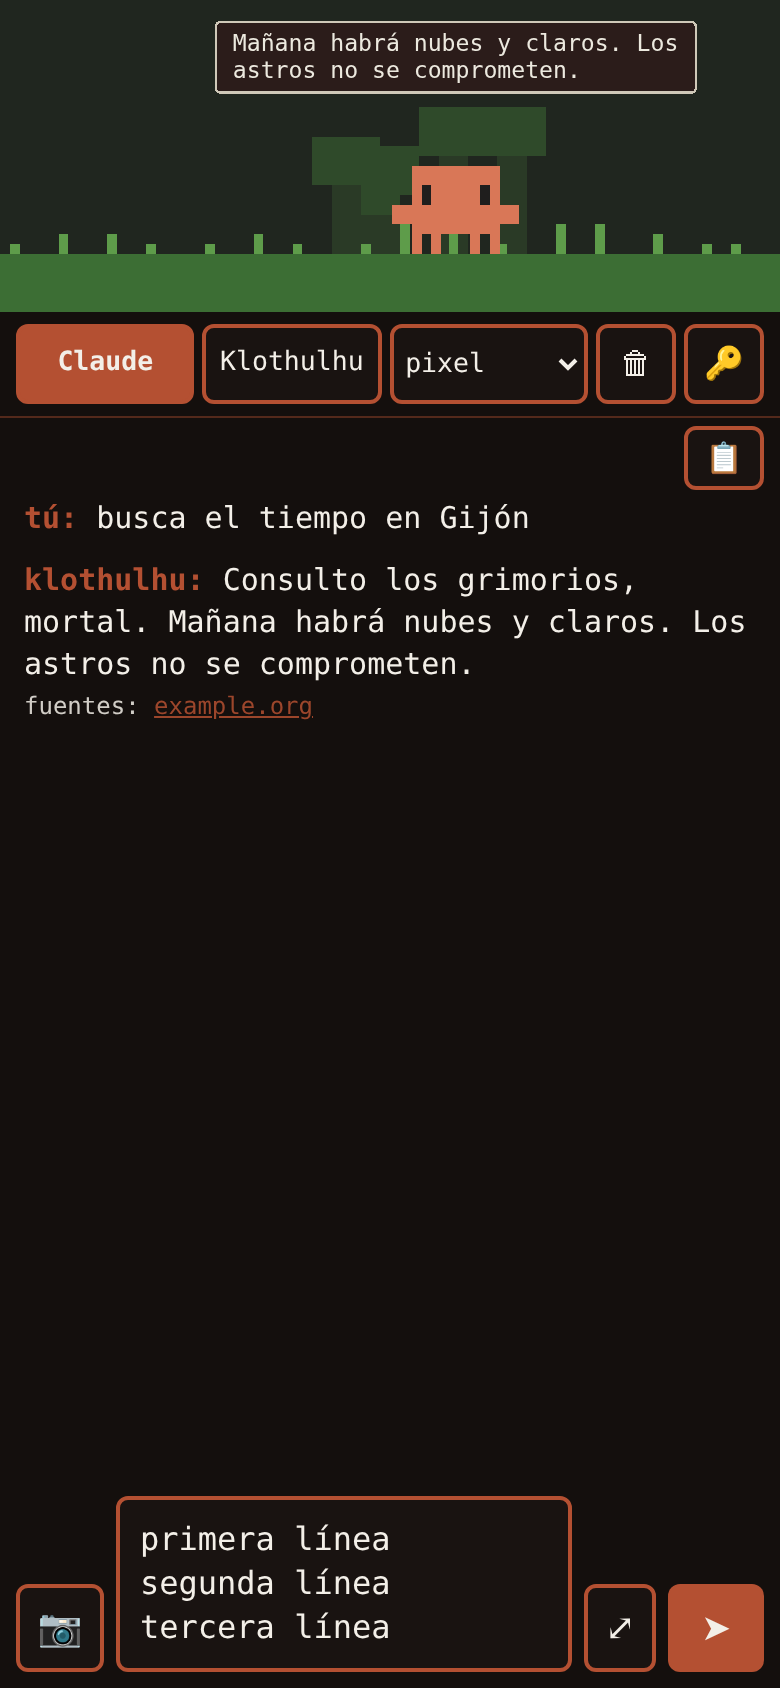 Mañana habrá nubes y claros. Los
astros no se comprometen.
Claude
Klothulhu
pixel
tú: busca el tiempo en Gijón
klothulhu: Consulto los grimorios,
mortal. Mañana habrá nubes y claros. Los
astros no se comprometen.
fuentes: example.org
primera línea
segunda línea
tercera línea